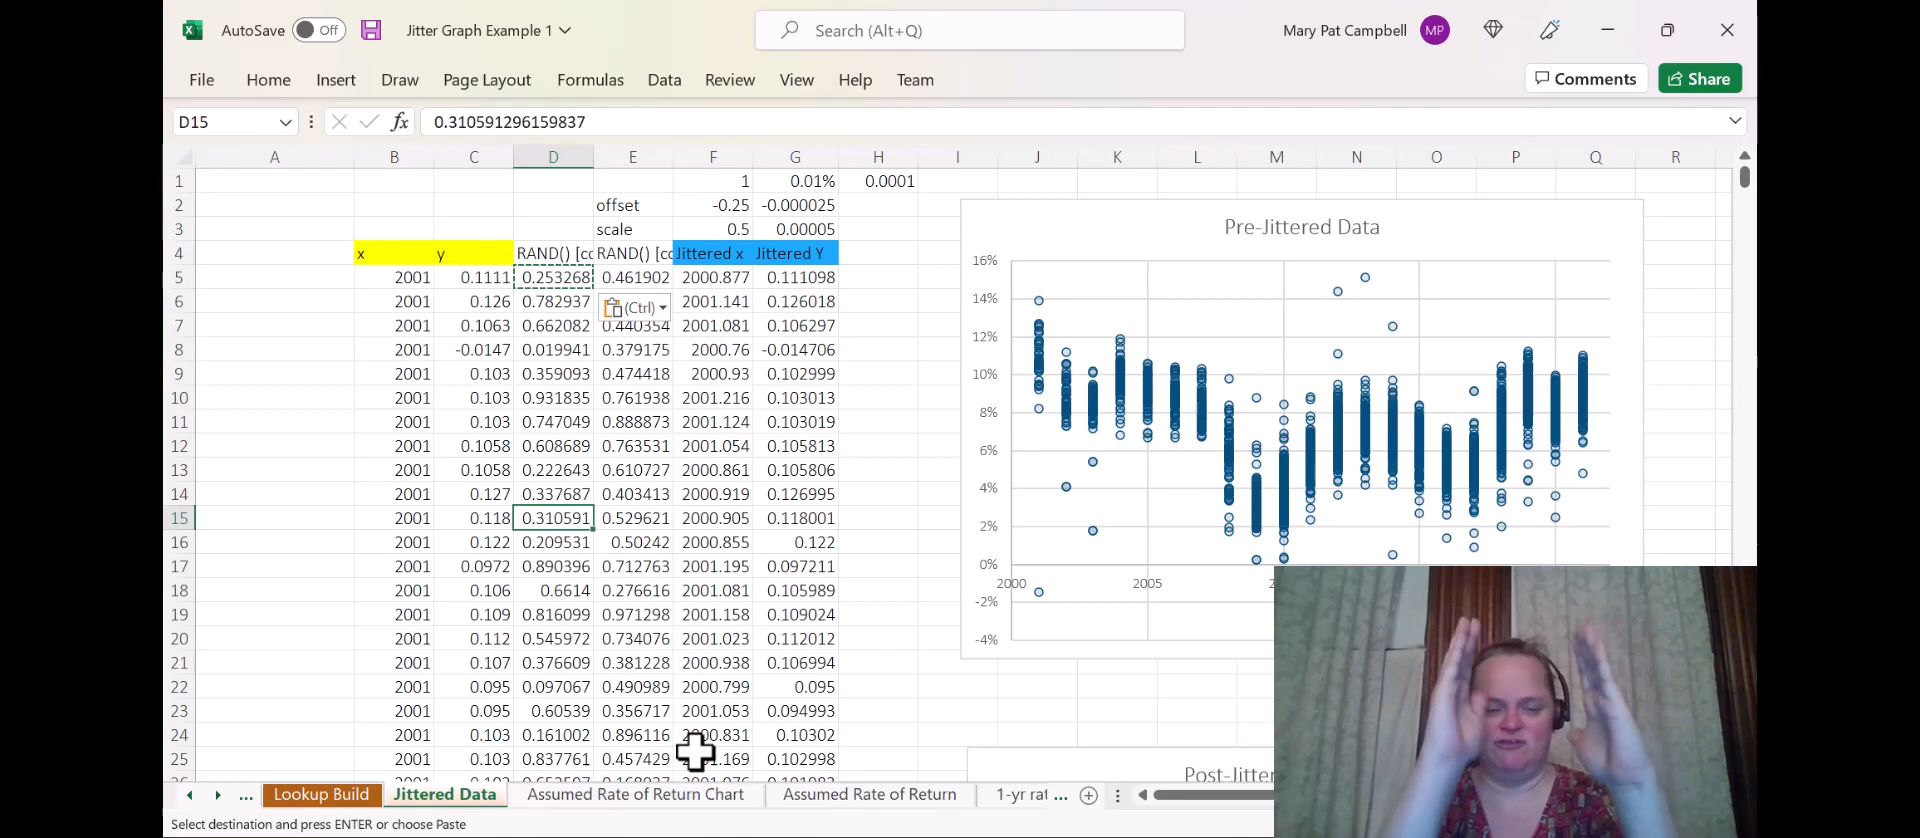 AutoSave Off Jitter Graph Example 1 Search (Alt+Q) Mary Pat Campbell MP
File Home Insert Draw Page Layout Formulas Data Review View Help Team Comments Share
D15 fx 0.310591296159837
A B C D E F G H I J K L M N O P Q R
1 1 0.01% 0.0001
2 offset -0.25 -0.000025
3 scale 0.5 0.00005
4 x y RAND() [cc RAND() [cc Jittered x Jittered Y
5 2001 0.1111 0.253268 0.461902 2000.877 0.111098
6 2001 0.126 0.782937 (Ctrl) 2001.141 0.126018
7 2001 0.1063 0.662082 0.440354 2001.081 0.106297
8 2001 -0.0147 0.019941 0.379175 2000.76 -0.014706
9 2001 0.103 0.359093 0.474418 2000.93 0.102999
10 2001 0.103 0.931835 0.761938 2001.216 0.103013
11 2001 0.103 0.747049 0.888873 2001.124 0.103019
12 2001 0.1058 0.608689 0.763531 2001.054 0.105813
13 2001 0.1058 0.222643 0.610727 2000.861 0.105806
14 2001 0.127 0.337687 0.403413 2000.919 0.126995
15 2001 0.118 0.310591 0.529621 2000.905 0.118001
16 2001 0.122 0.209531 0.50242 2000.855 0.122
17 2001 0.0972 0.890396 0.712763 2001.195 0.097211
18 2001 0.106 0.6614 0.276616 2001.081 0.105989
19 2001 0.109 0.816099 0.971298 2001.158 0.109024
20 2001 0.112 0.545972 0.734076 2001.023 0.112012
21 2001 0.107 0.376609 0.381228 2000.938 0.106994
22 2001 0.095 0.097067 0.490989 2000.799 0.095
23 2001 0.095 0.60539 0.356717 2001.053 0.094993
24 2001 0.103 0.161002 0.896116 2000.831 0.10302
25 2001 0.103 0.837761 0.457429 .169 0.102998
Pre-Jittered Data
16%
14%
12%
10%
8%
6%
4%
2%
0%
2000 2005
-2%
-4%
Post-Jitter
... Lookup Build Jittered Data Assumed Rate of Return Chart Assumed Rate of Return 1-yr rat ...
Select destination and press ENTER or choose Paste